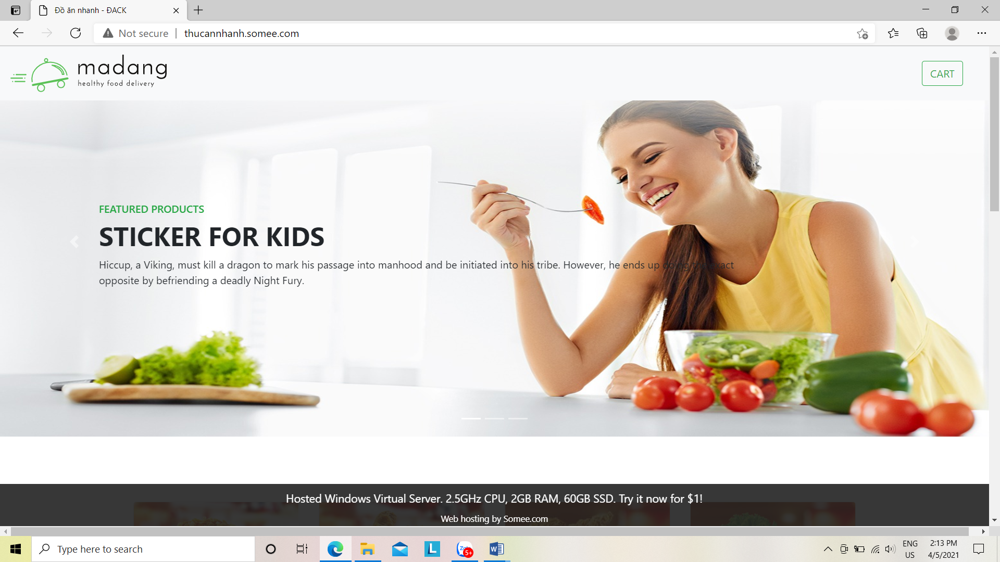 Đồ ăn nhanh - ĐACK
Not secure
thucannhanh.somee.com
madang
healthy food delivery
CART
FEATURED PRODUCTS
STICKER FOR KIDS
Hiccup, a Viking, must kill a dragon to mark his passage into manhood and be initiated into his tribe. However, he ends up doing the exact
opposite by befriending a deadly Night Fury.
Hosted Windows Virtual Server. 2.5GHz CPU, 2GB RAM, 60GB SSD. Try it now for $1!
Web hosting by Somee.com
Type here to search
L
5+
W
ENG
US
2:13 PM
4/5/2021